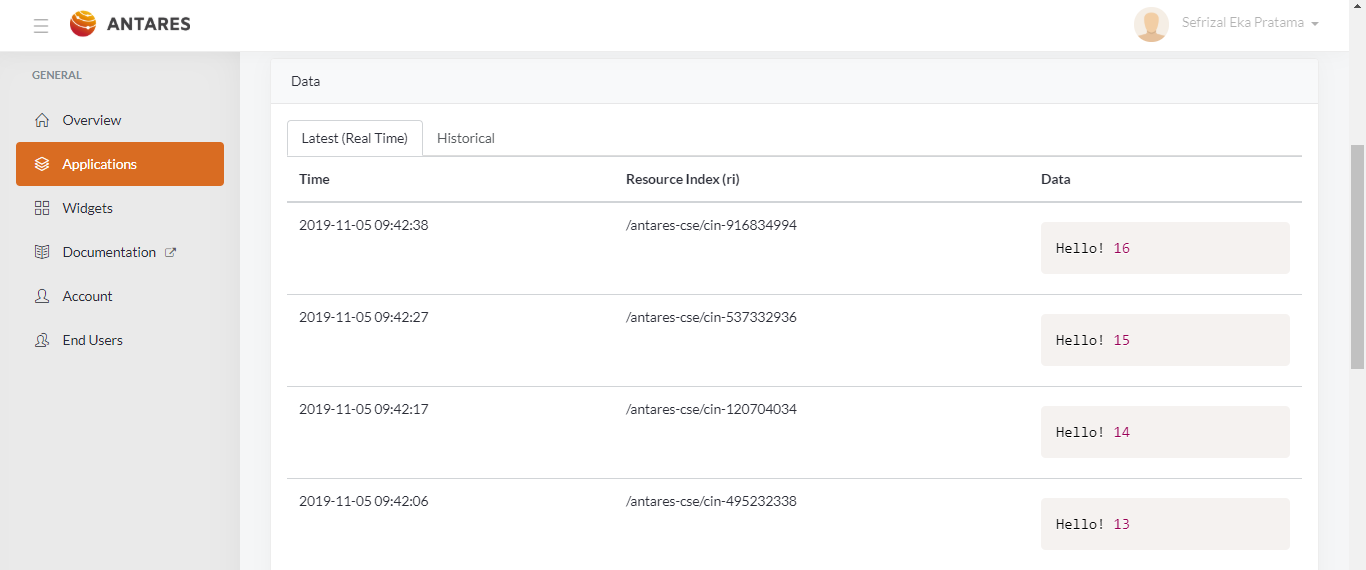 ANTARES
Sefrizal Eka Pratama
GENERAL
Overview
Applications
Widgets
Documentation
Account
End Users
Data
Latest (Real Time) Historical
Time Resource Index (ri) Data
2019-11-05 09:42:38 /antares-cse/cin-916834994 Hello! 16
2019-11-05 09:42:27 /antares-cse/cin-537332936 Hello! 15
2019-11-05 09:42:17 /antares-cse/cin-120704034 Hello! 14
2019-11-05 09:42:06 /antares-cse/cin-495232338 Hello! 13